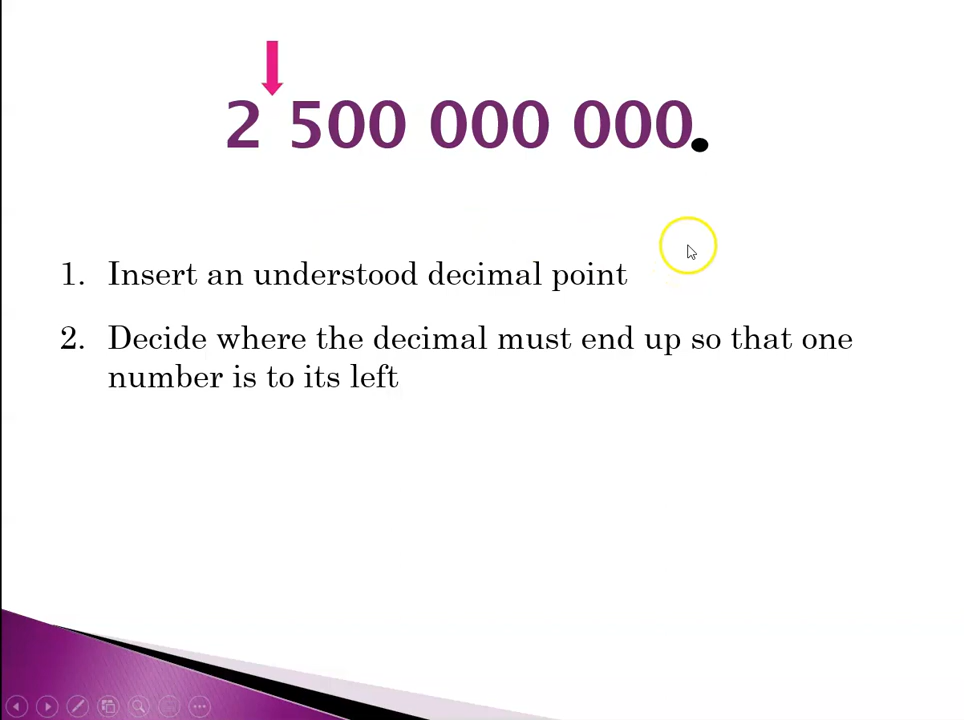 2 500 000 000.
1. Insert an understood decimal point
2. Decide where the decimal must end up so that one
number is to its left